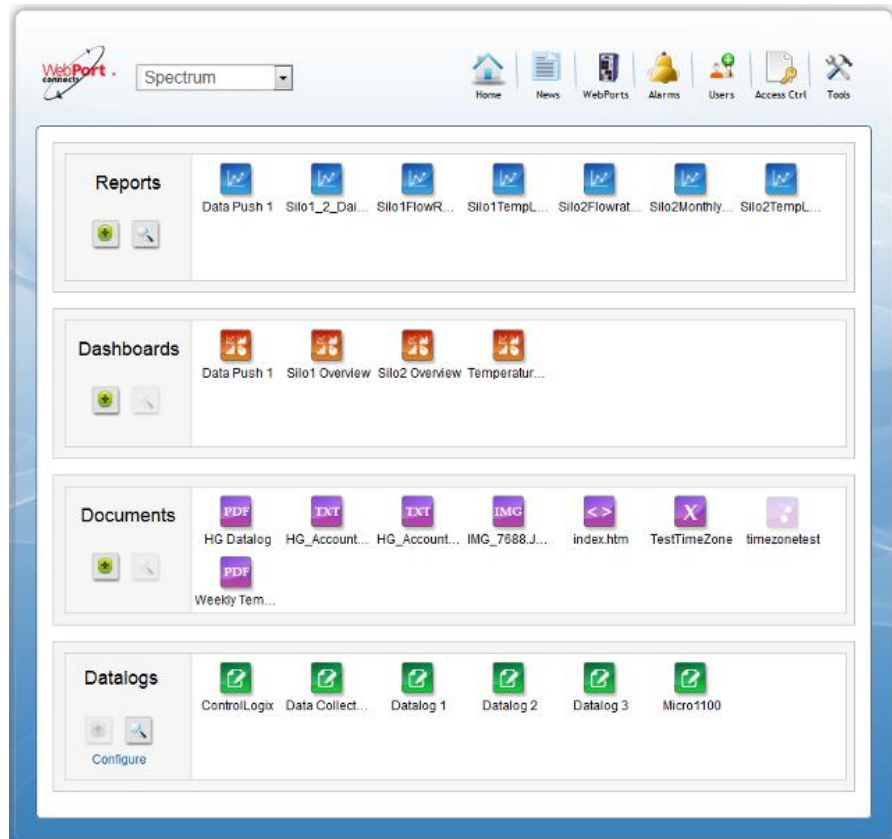 WebPort.
connects
Spectrum
Home News WebPorts Alarms Users Access Ctrl Tools
Reports
Data Push 1 Silo1_2_Dai... Silo1FlowR... Silo1TempL... Silo2Flowrat... Silo2Monthly... Silo2TempL...
Dashboards
Data Push 1 Silo1 Overview Silo2 Overview Temperatur...
Documents
PDF TXT TXT IMG <> X
HG Datalog HG_Account... HG_Account... IMG_7688.J... index.htm TestTimeZone timezonetest
PDF
Weekly Tem...
Datalogs
ControlLogix Data Collect... Datalog 1 Datalog 2 Datalog 3 Micro1100
Configure